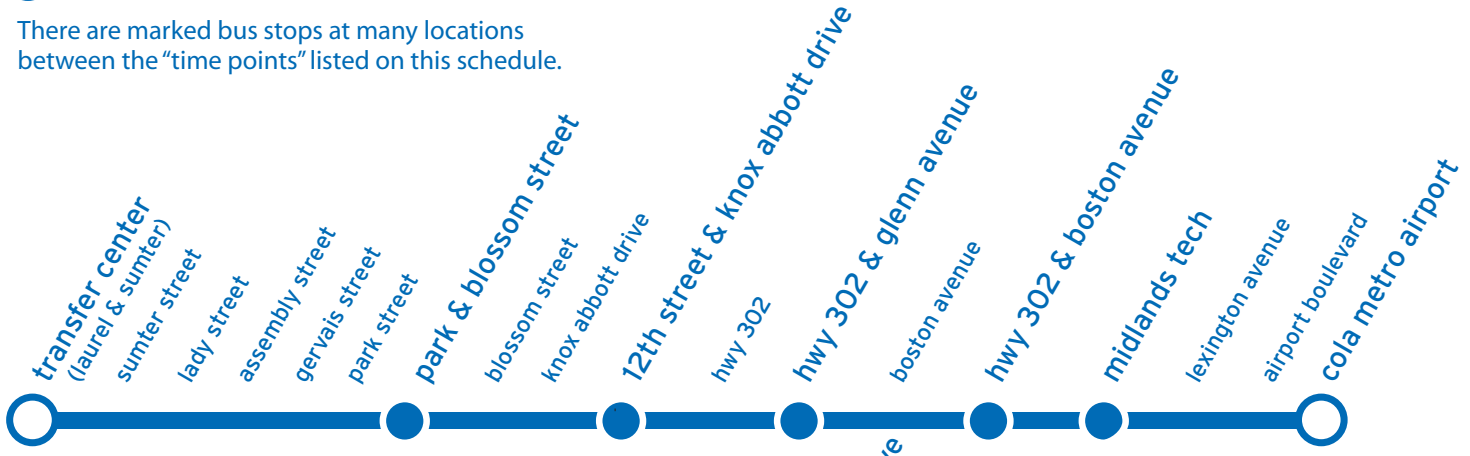 There are marked bus stops at many locations
between the “time points” listed on this schedule.
transfer center
(laurel & sumter)
sumter street
lady street
assembly street
gervais street
park street
park & blossom street
blossom street
knox abbott drive
12th street & knox abbott drive
hwy 302
hwy 302 & glenn avenue
boston avenue
hwy 302 & boston avenue
midlands tech
lexington avenue
airport boulevard
cola metro airport